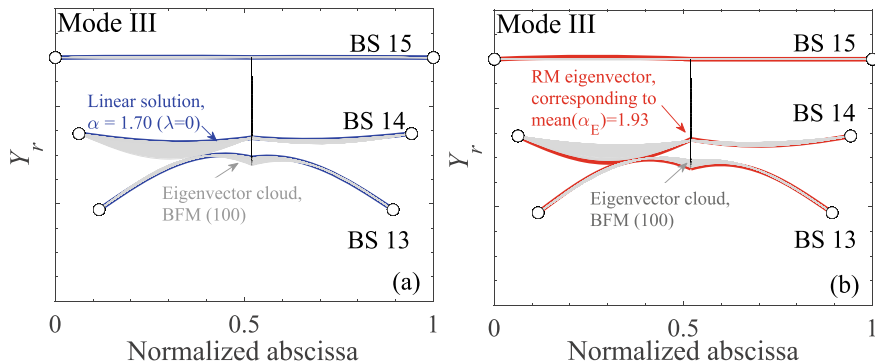 Mode III
BS 15
Linear solution,
α = 1.70 (λ=0)
BS 14
Y_r
Eigenvector cloud,
BFM (100)
BS 13
(a)
0
0.5
1
Normalized abscissa
Mode III
BS 15
RM eigenvector,
corresponding to
mean(α_E)=1.93
BS 14
Y_r
Eigenvector cloud,
BFM (100)
BS 13
(b)
0
0.5
1
Normalized abscissa